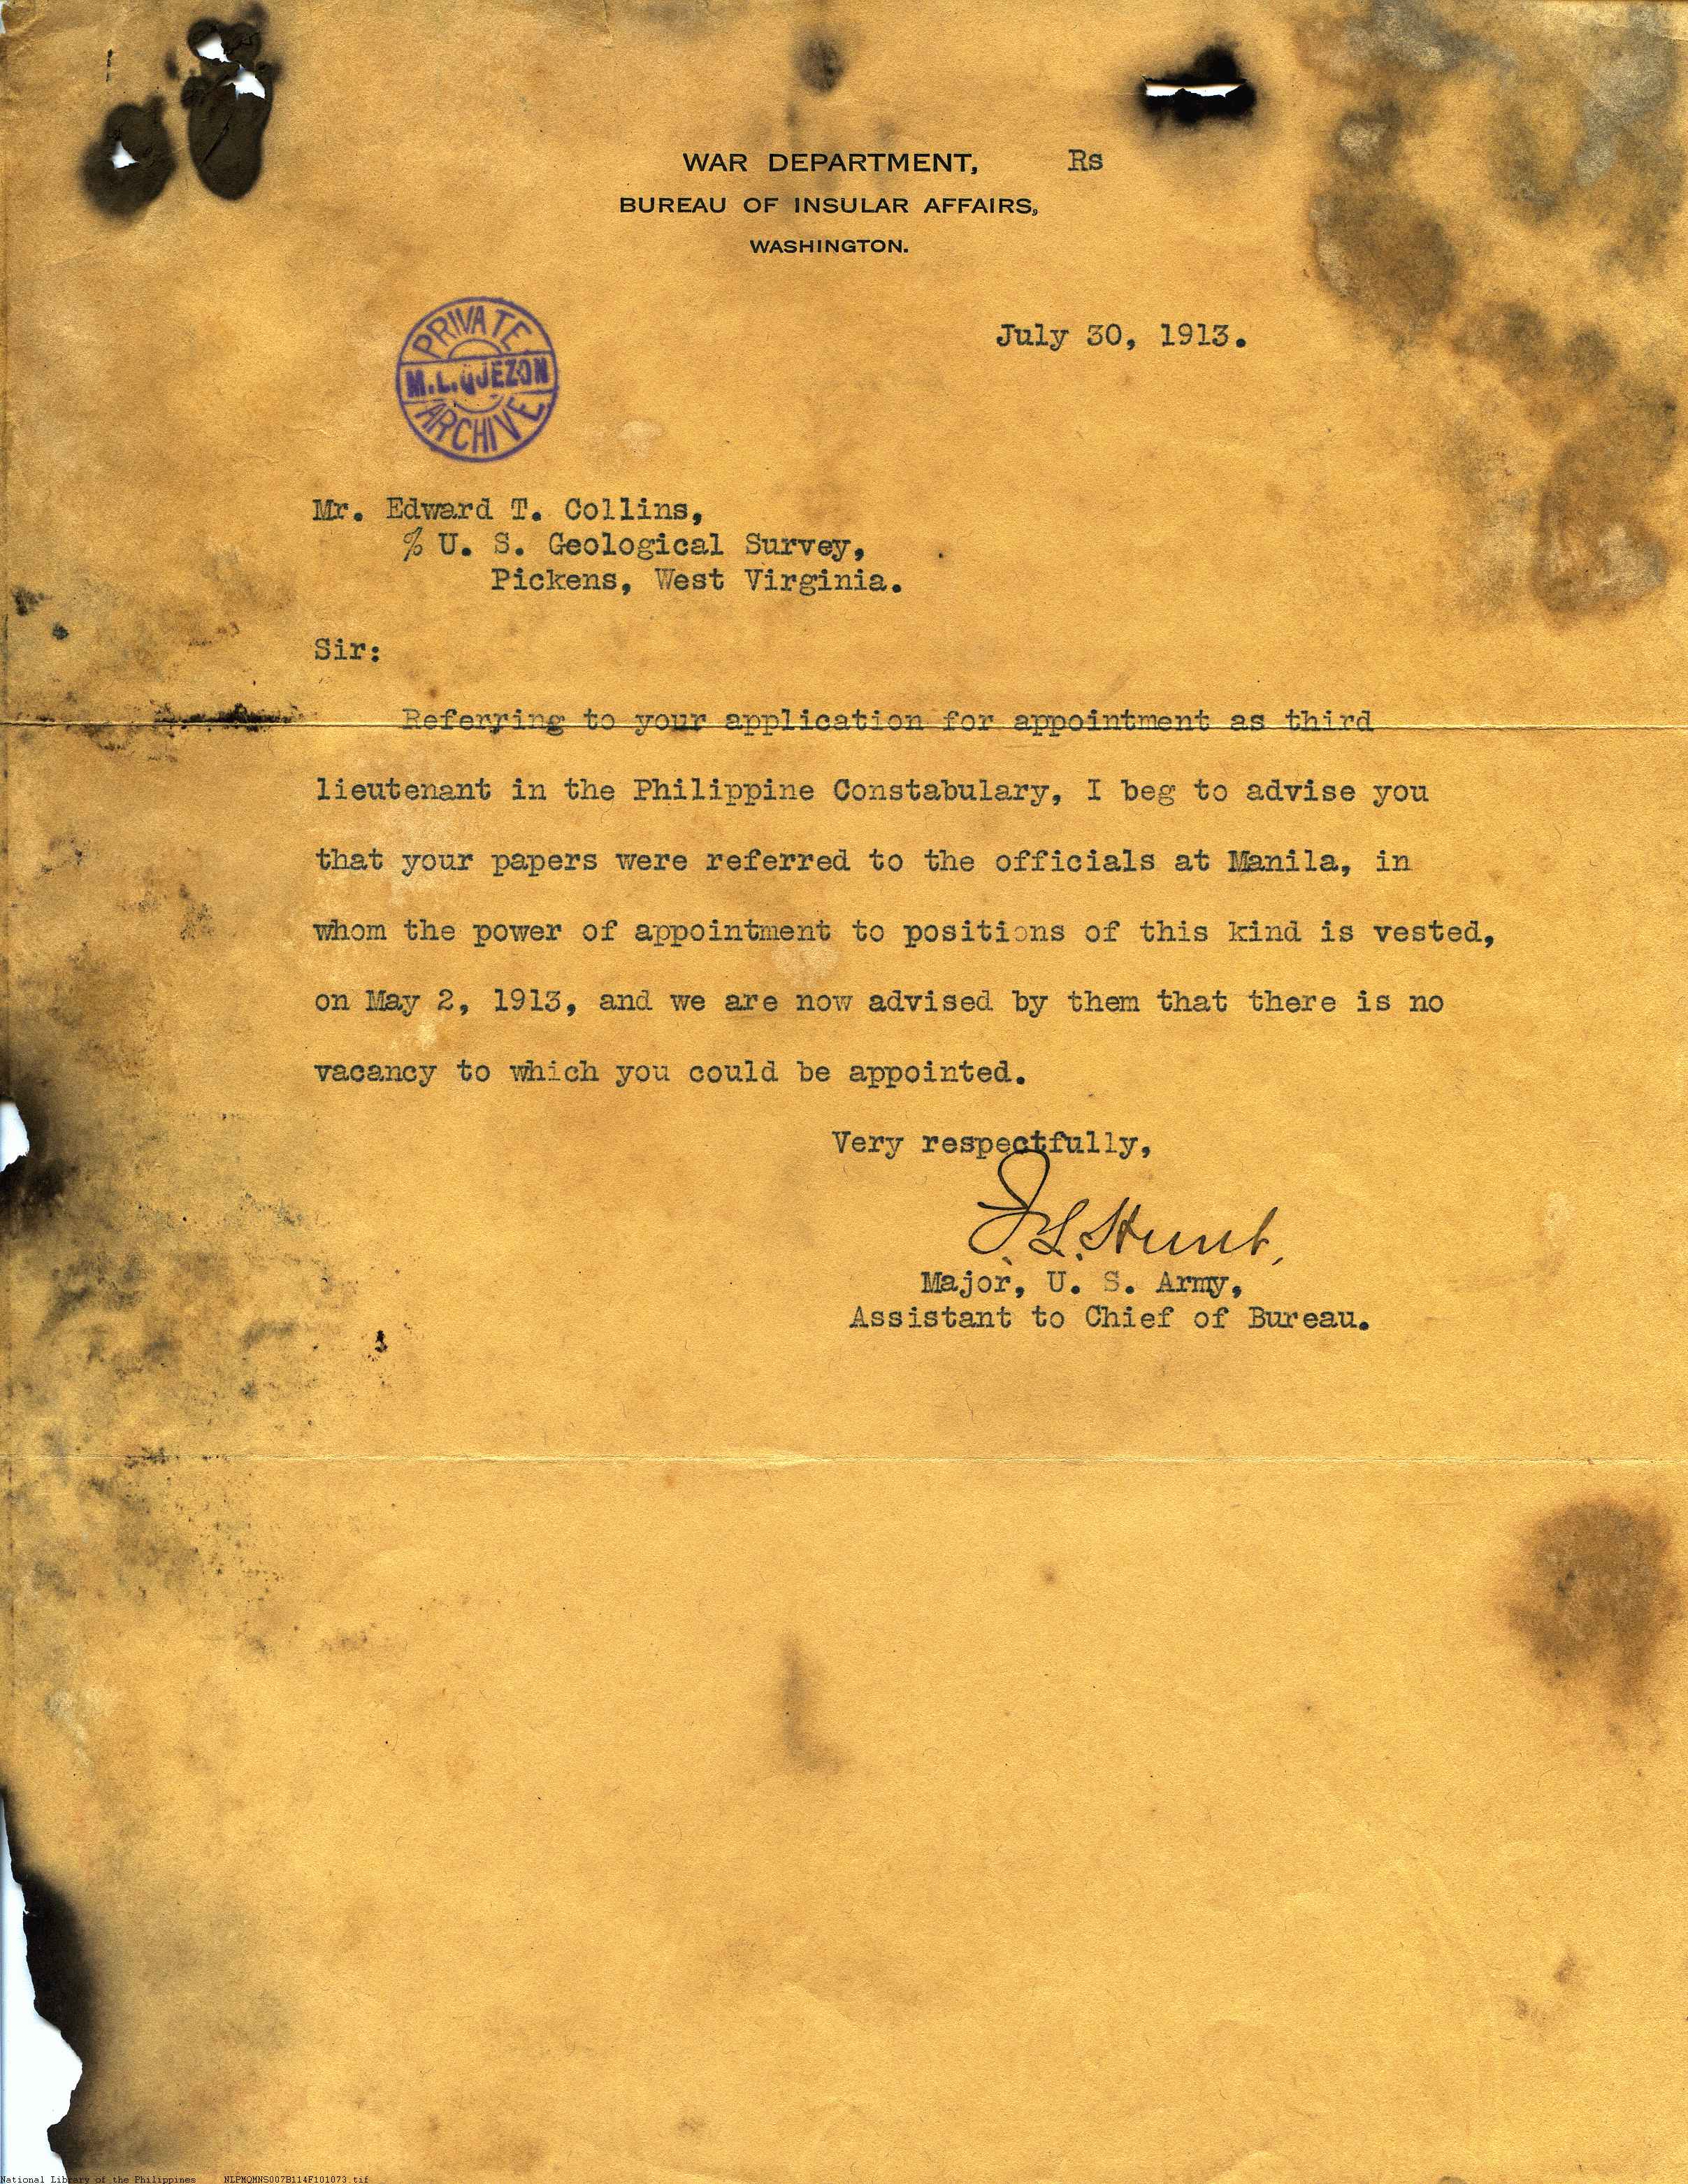 WAR DEPARTMENT, Rs
BUREAU OF INSULAR AFFAIRS,
WASHINGTON.
July 30, 1913.
PRIVATE
M.L.QUEZON
ARCHIVE
Mr. Edward T. Collins,
% U. S. Geological Survey,
Pickens, West Virginia.
Sir:
Referring to your application for appointment as third
lieutenant in the Philippine Constabulary, I beg to advise you
that your papers were referred to the officials at Manila, in
whom the power of appointment to positions of this kind is vested,
on May 2, 1913, and we are now advised by them that there is no
vacancy to which you could be appointed.
Very respectfully,
J. L. Hunt,
Major, U. S. Army,
Assistant to Chief of Bureau.
National Library of the Philippines NLPMQMNS007B114F101073.tif